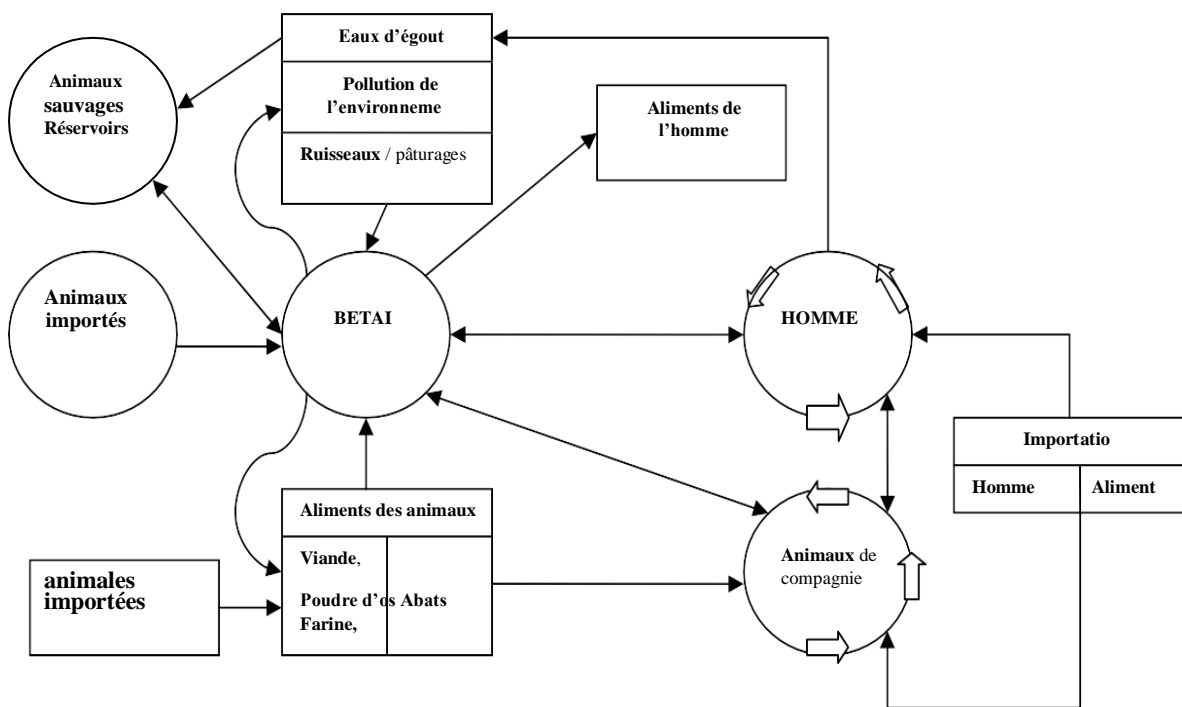 Eaux d’égout
Animaux
sauvages
Réservoirs
Pollution de
l’environneme
Ruisseaux / pâturages
Aliments de
l’homme
Animaux
importés
BETAI
HOMME
Importatio
Homme
Aliment
Aliments des animaux
Viande,
Poudre d’os Abats
Farine,
animales
importées
Animaux de
compagnie